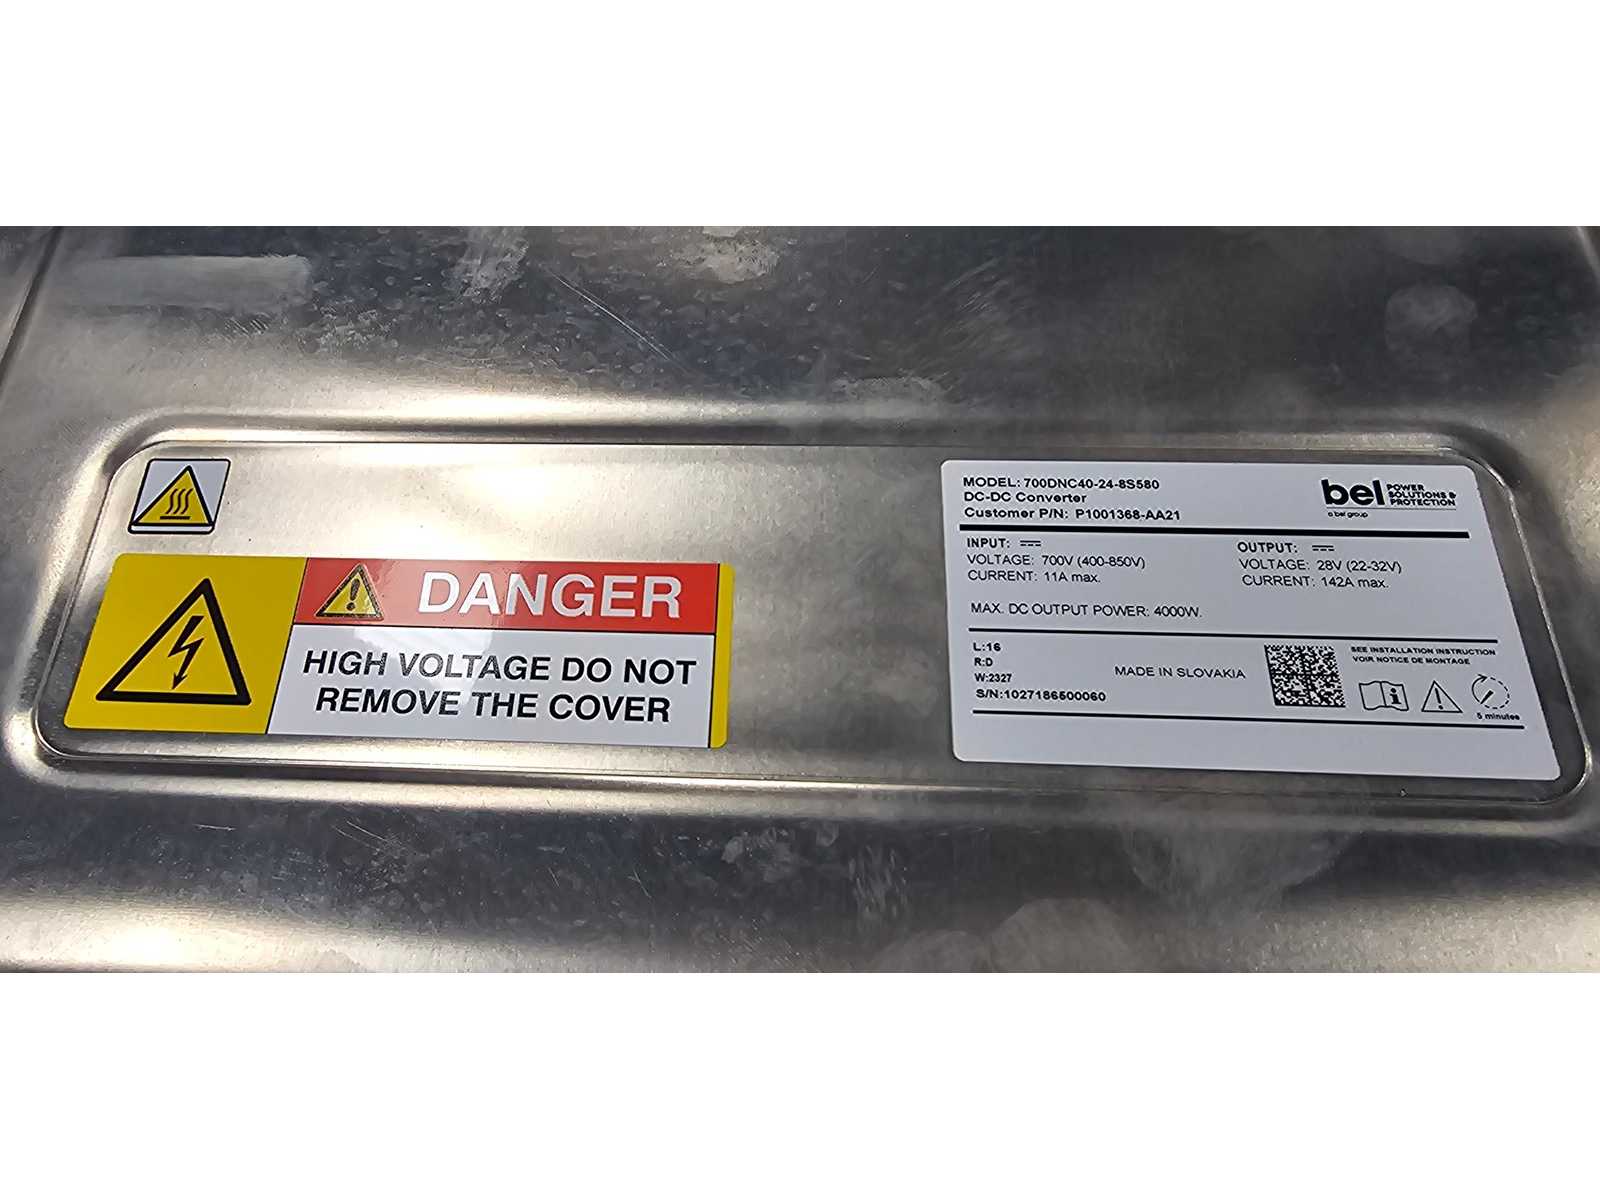 DANGER
HIGH VOLTAGE DO NOT
REMOVE THE COVER
MODEL: 700DNC40-24-8S580
DC-DC Converter
Customer P/N: P1001368-AA21
bel POWER
SOLUTIONS &
PROTECTION
a bel group
INPUT:
VOLTAGE: 700V (400-850V)
CURRENT: 11A max.
OUTPUT:
VOLTAGE: 28V (22-32V)
CURRENT: 142A max.
MAX. DC OUTPUT POWER: 4000W.
L:16
R:D
W:2327
S/N:1027186500060
MADE IN SLOVAKIA
SEE INSTALLATION INSTRUCTION
VOIR NOTICE DE MONTAGE
5 minutes